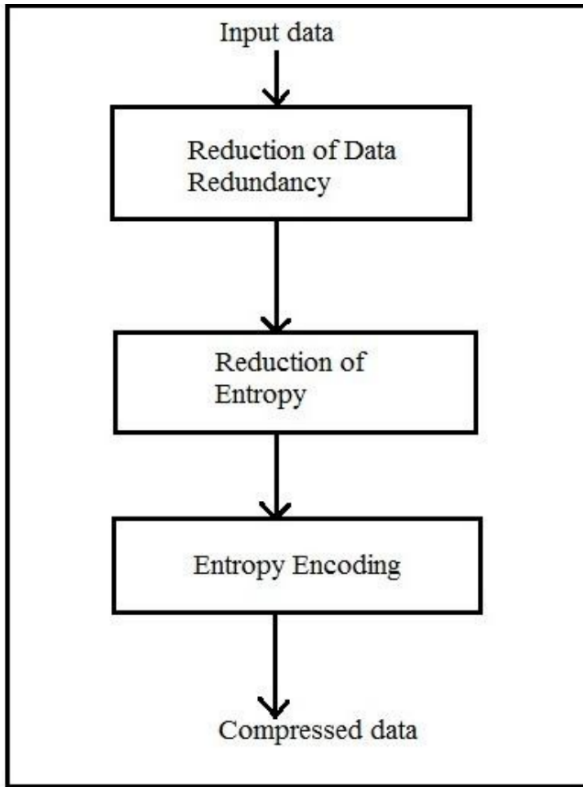 Input data
Reduction of Data
Redundancy
Reduction of
Entropy
Entropy Encoding
Compressed data